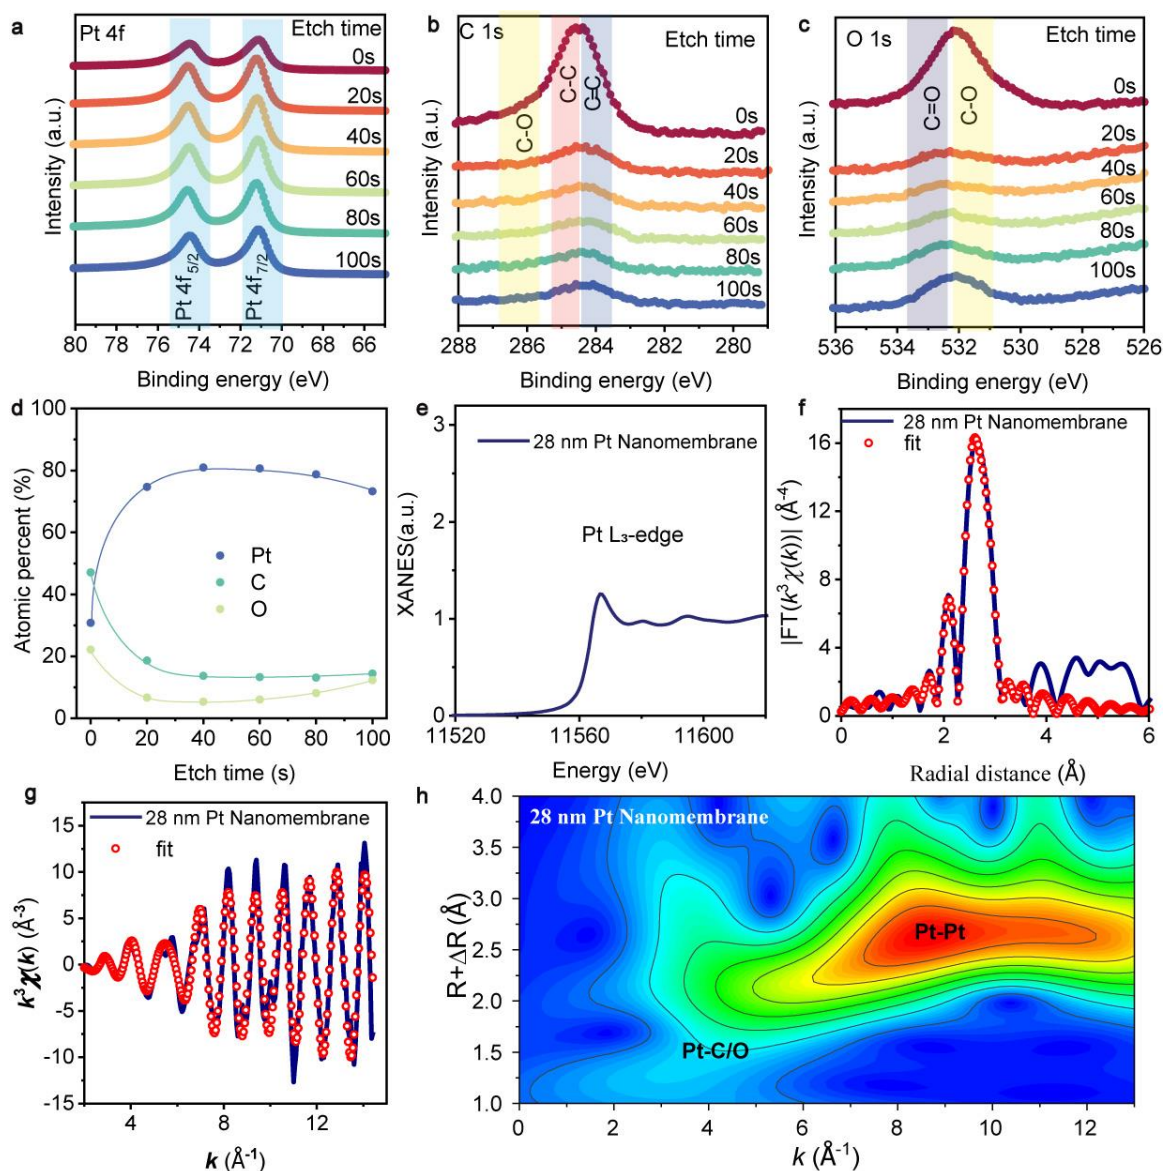 a
Pt 4f
Etch time
0s
20s
40s
60s
80s
100s
Pt 4f5/2
Pt 4f7/2
Intensity (a.u.)
80 78 76 74 72 70 68 66
Binding energy (eV)
b
C 1s
Etch time
C-O
C-C
C=C
0s
20s
40s
60s
80s
100s
Intensity (a.u.)
288 286 284 282 280
Binding energy (eV)
c
O 1s
Etch time
C=O
C-O
0s
20s
40s
60s
80s
100s
Intensity (a.u.)
536 534 532 530 528 526
Binding energy (eV)
d
100
80
60
40
20
0
Atomic percent (%)
Pt
C
O
0 20 40 60 80 100
Etch time (s)
e
3
2
1
0
XANES(a.u.)
28 nm Pt Nanomembrane
Pt L₃-edge
11520 11560 11600
Energy (eV)
f
28 nm Pt Nanomembrane
fit
16
12
8
4
0
|FT(k³χ(k))| (Å⁻⁴)
0 2 4 6
Radial distance (Å)
g
28 nm Pt Nanomembrane
fit
15
10
5
0
-5
-10
-15
k³χ(k) (Å⁻³)
4 8 12
k (Å⁻¹)
h
28 nm Pt Nanomembrane
4.0
3.5
3.0
2.5
2.0
1.5
1.0
R+ΔR (Å)
Pt-Pt
Pt-C/O
0 2 4 6 8 10 12
k (Å⁻¹)